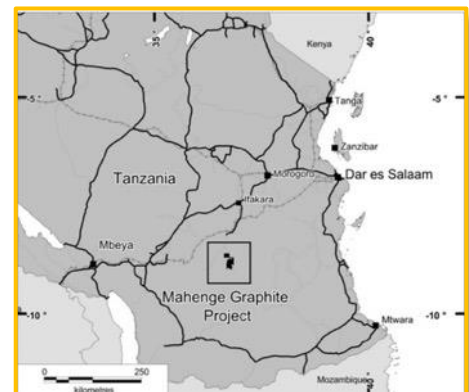 35
40
Kenya
-5
-5
Tanga
Zanzibar
Morogoro
Dar es Salaam
Tanzania
Ifakara
Mbeya
Mahenge Graphite
Project
-10
-10
Mtwara
0
250
kilometres
Mozambique